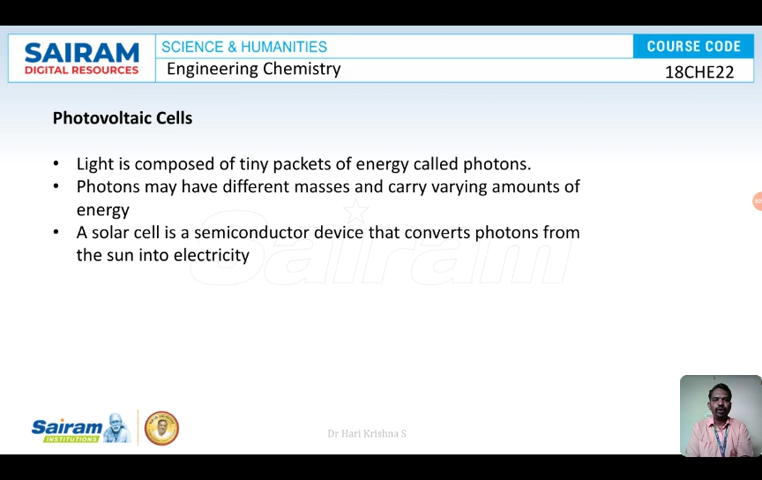 SAIRAM
DIGITAL RESOURCES
SCIENCE & HUMANITIES
Engineering Chemistry
COURSE CODE
18CHE22
Photovoltaic Cells
• Light is composed of tiny packets of energy called photons.
• Photons may have different masses and carry varying amounts of
energy
• A solar cell is a semiconductor device that converts photons from
the sun into electricity
Sairam
Sairam
INSTITUTIONS
Dr Hari Krishna S